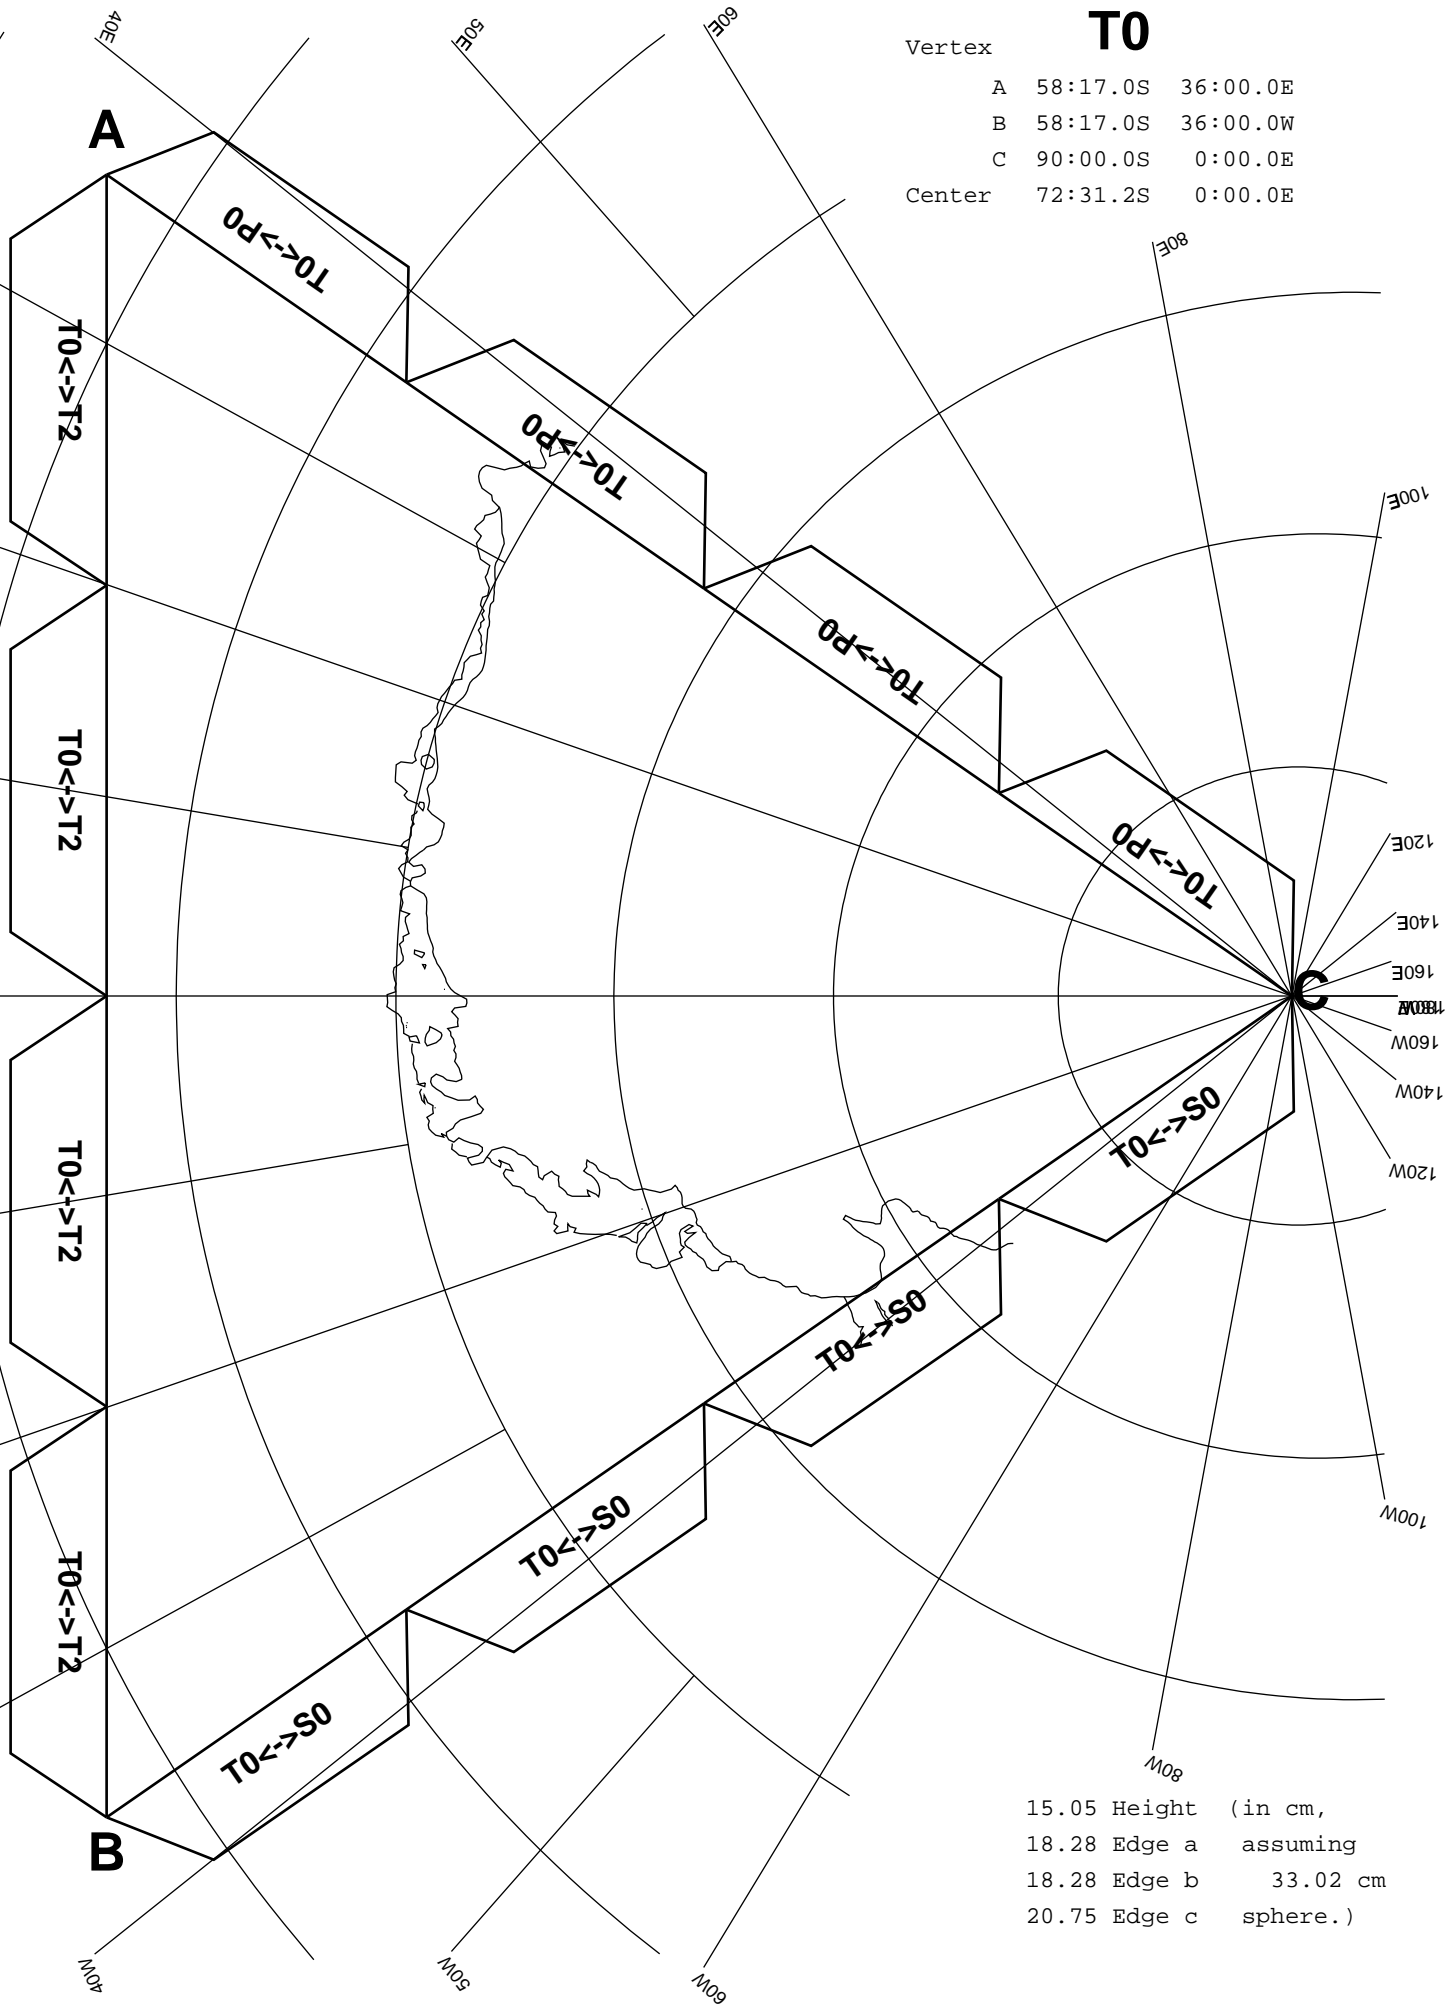 T0
Vertex
A 58:17.0S 36:00.0E
B 58:17.0S 36:00.0W
C 90:00.0S 0:00.0E
Center 72:31.2S 0:00.0E
40E
50E
60E
80E
100E
120E
140E
160E
160W
140W
120W
100W
80W
60W
50W
40W
A
B
C
T0<->P0
T0<->P0
T0<->P0
T0<->P0
T0<->T2
T0<->T2
T0<->T2
T0<->T2
T0<->S0
T0<->S0
T0<->S0
T0<->S0
15.05 Height (in cm,
18.28 Edge a assuming
18.28 Edge b 33.02 cm
20.75 Edge c sphere.)